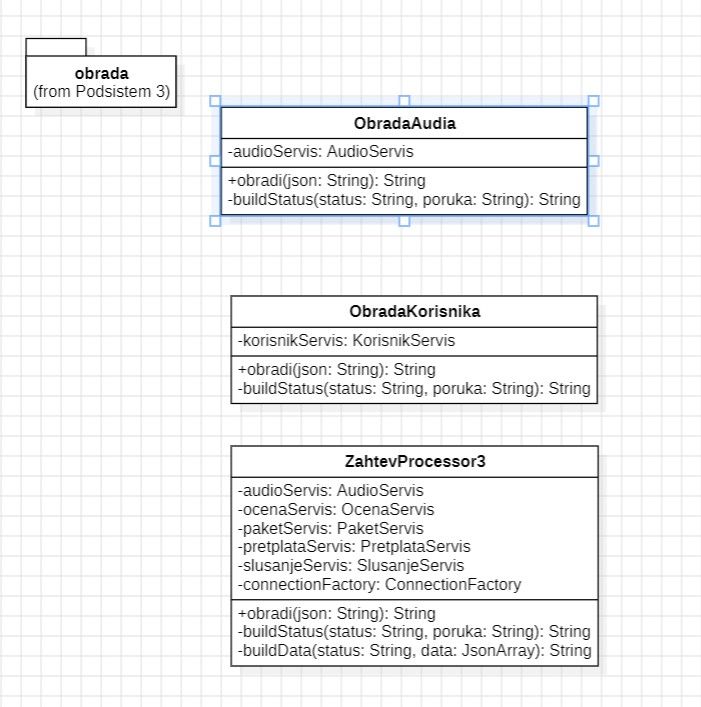 obrada
(from Podsistem 3)
ObradaAudia
-audioServis: AudioServis
+obradi(json: String): String
-buildStatus(status: String, poruka: String): String
ObradaKorisnika
-korisnikServis: KorisnikServis
+obradi(json: String): String
-buildStatus(status: String, poruka: String): String
ZahtevProcessor3
-audioServis: AudioServis
-ocenaServis: OcenaServis
-paketServis: PaketServis
-pretplataServis: PretplataServis
-slusanjeServis: SlusanjeServis
-connectionFactory: ConnectionFactory
+obradi(json: String): String
-buildStatus(status: String, poruka: String): String
-buildData(status: String, data: JsonArray): String